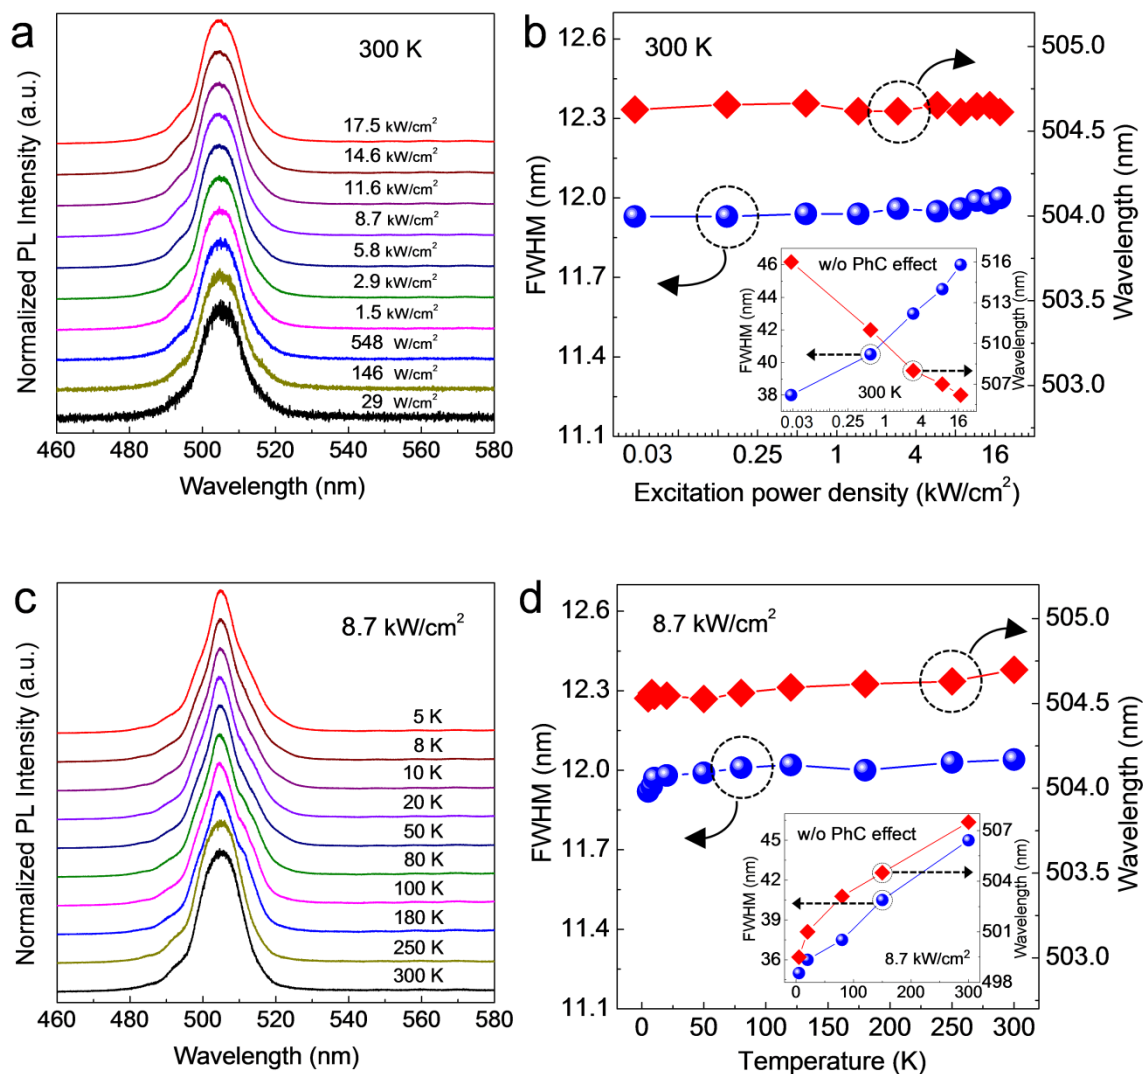 a
300 K
17.5 kW/cm²
14.6 kW/cm²
11.6 kW/cm²
8.7 kW/cm²
5.8 kW/cm²
2.9 kW/cm²
1.5 kW/cm²
548 W/cm²
146 W/cm²
29 W/cm²
Normalized PL Intensity (a.u.)
460 480 500 520 540 560 580
Wavelength (nm)
b
300 K
12.6
12.3
12.0
11.7
11.4
11.1
FWHM (nm)
505.0
504.5
504.0
503.5
503.0
Wavelength (nm)
0.03 0.25 1 4 16
Excitation power density (kW/cm²)
w/o PhC effect
46
44
42
40
38
FWHM (nm)
516
513
510
507
Wavelength (nm)
300 K
0.03 0.25 1 4 16
c
8.7 kW/cm²
5 K
8 K
10 K
20 K
50 K
80 K
100 K
180 K
250 K
300 K
Normalized PL Intensity (a.u.)
460 480 500 520 540 560 580
Wavelength (nm)
d
8.7 kW/cm²
12.6
12.3
12.0
11.7
11.4
11.1
FWHM (nm)
505.0
504.5
504.0
503.5
503.0
Wavelength (nm)
0 50 100 125 150 200 250 300
Temperature (K)
w/o PhC effect
45
42
39
36
FWHM (nm)
507
504
501
498
Wavelength (nm)
8.7 kW/cm²
0 100 200 300